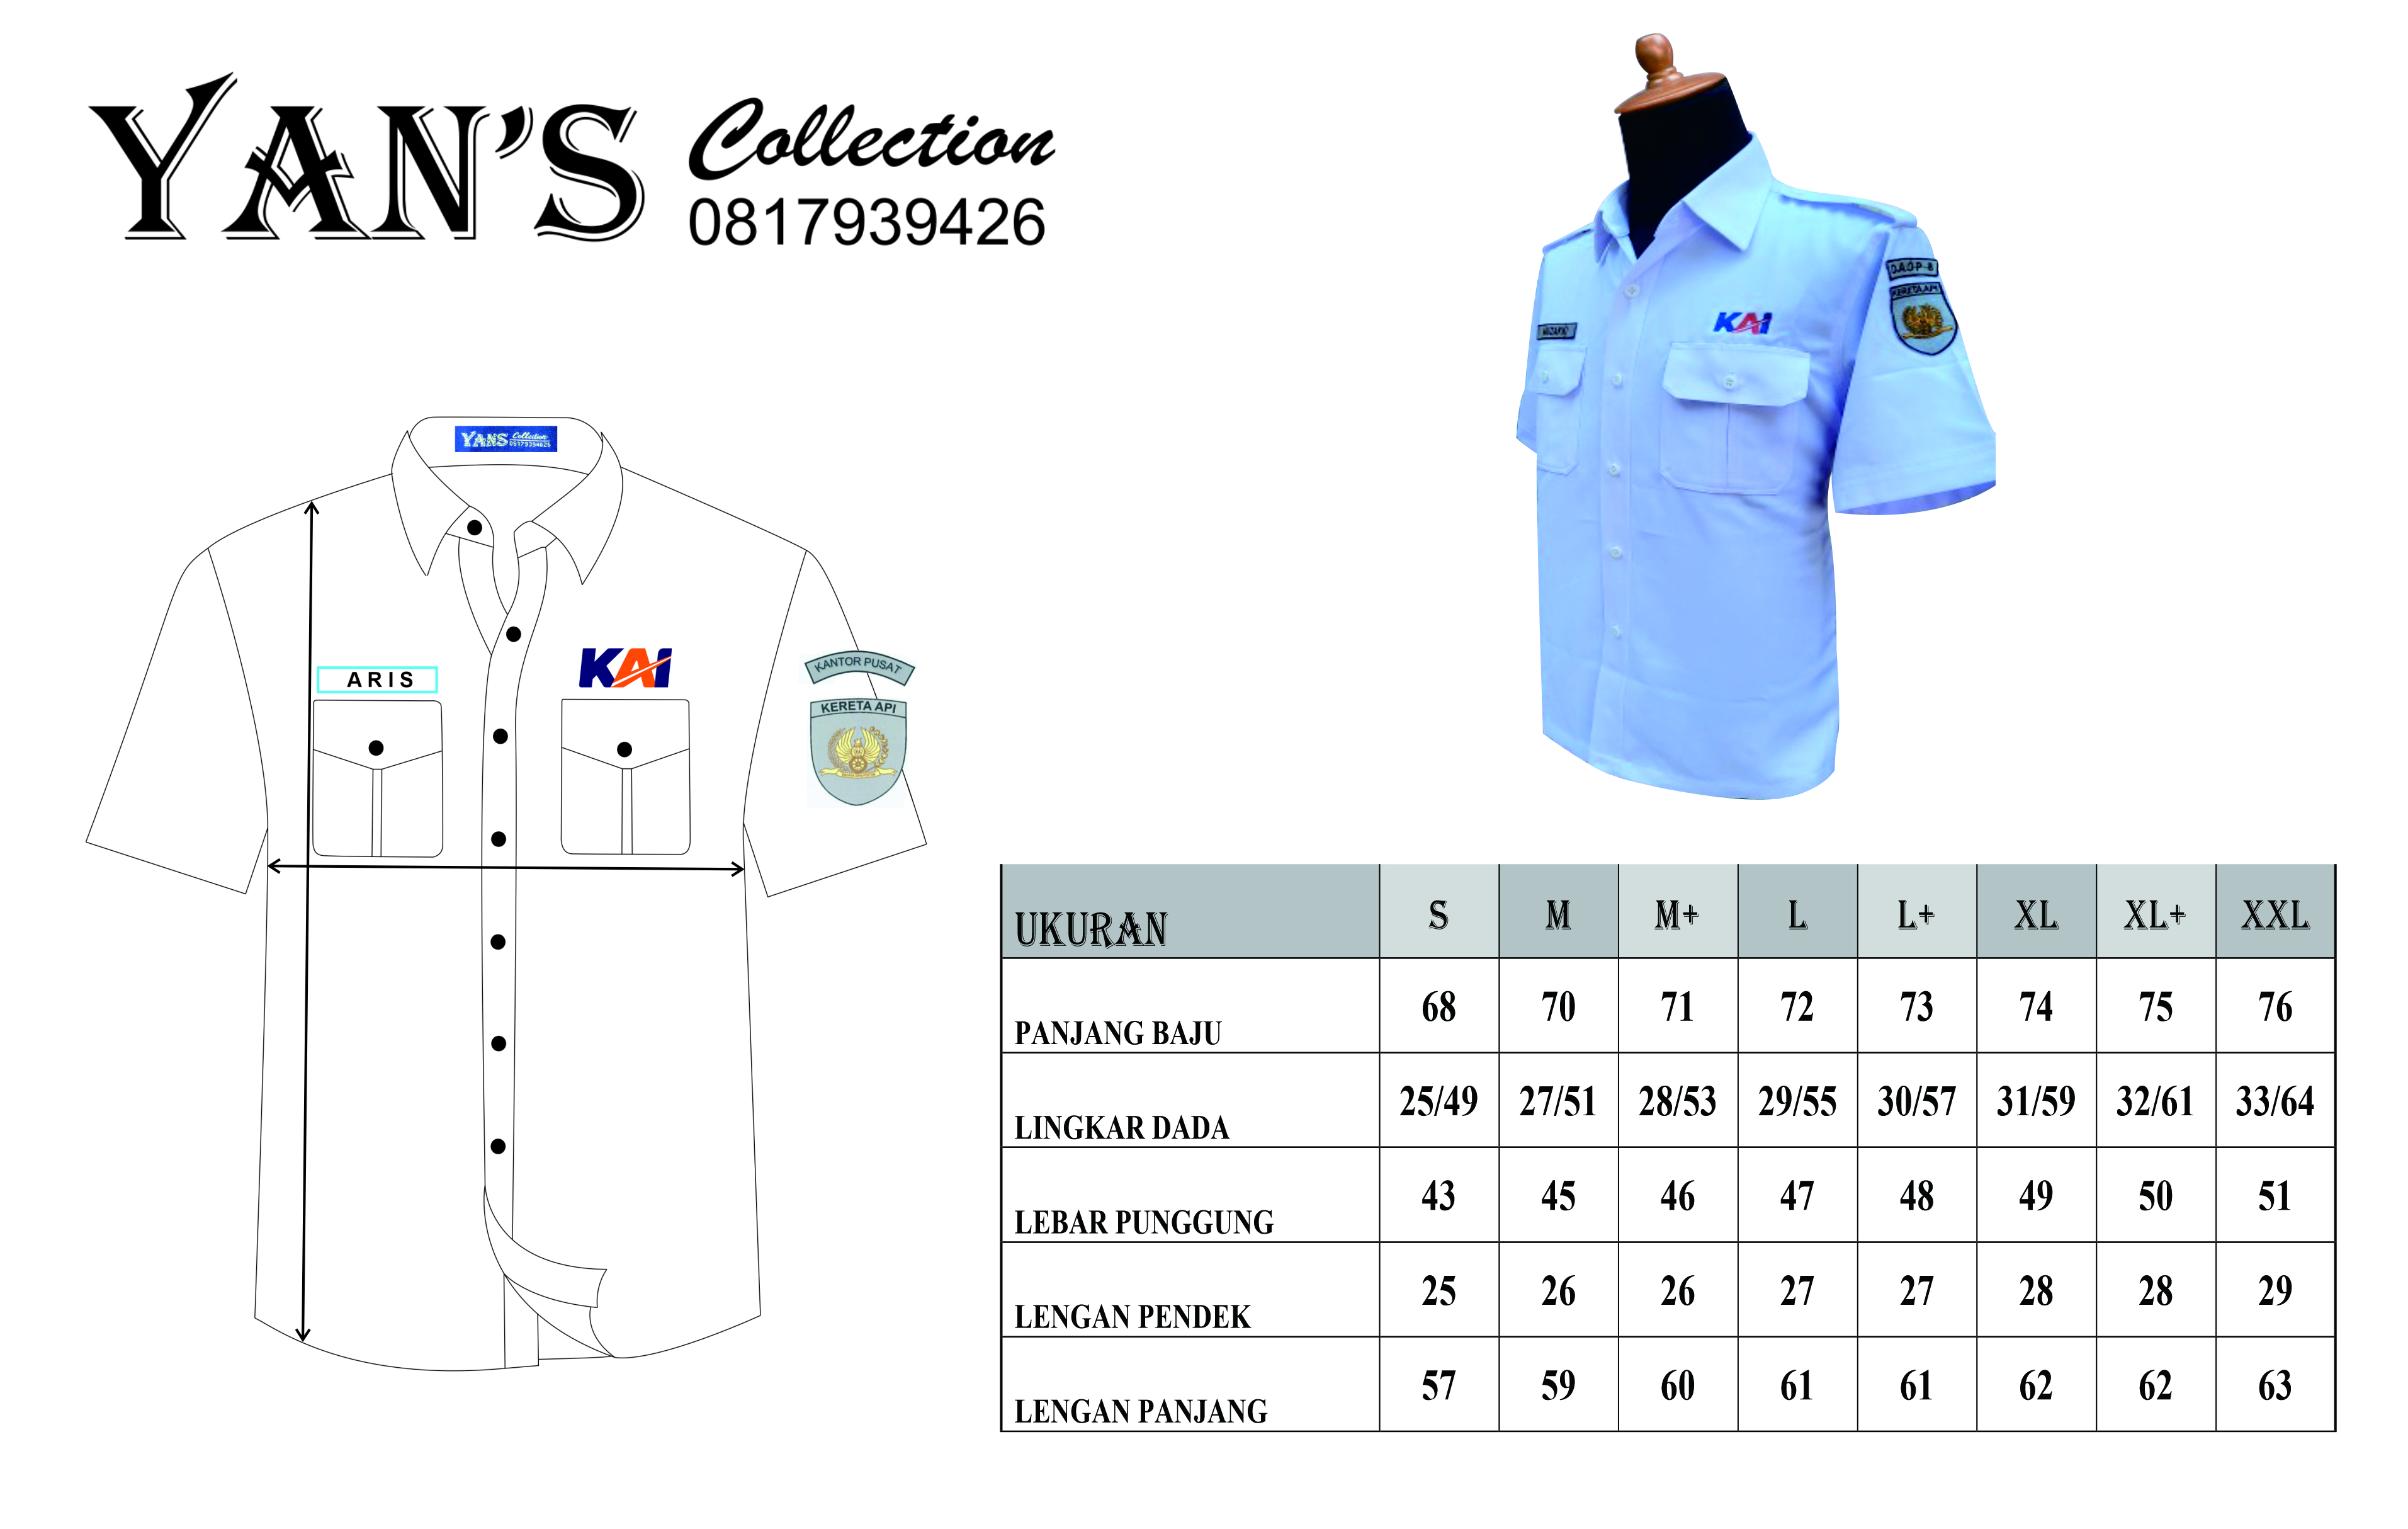 YAN'S Collection
0817939426
D.A.O.P-8
KERETA API
KAI
YANS Collection
08179394626
ARIS
KAI
KANTOR PUSAT
KERETA API
UKURAN S M M+ L L+ XL XL+ XXL
PANJANG BAJU 68 70 71 72 73 74 75 76
LINGKAR DADA 25/49 27/51 28/53 29/55 30/57 31/59 32/61 33/64
LEBAR PUNGGUNG 43 45 46 47 48 49 50 51
LENGAN PENDEK 25 26 26 27 27 28 28 29
LENGAN PANJANG 57 59 60 61 61 62 62 63